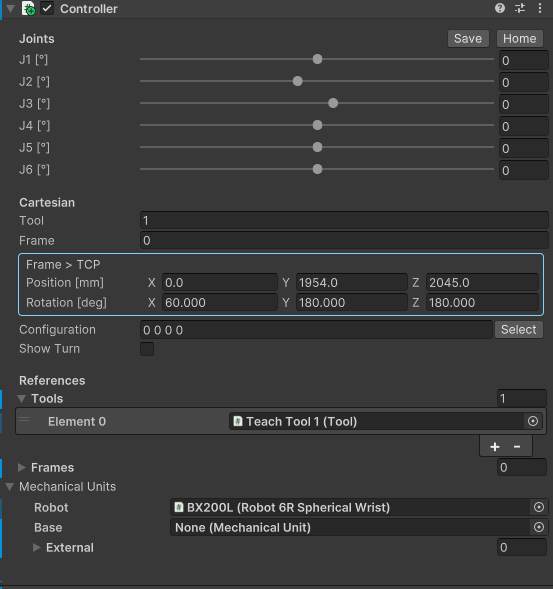 Controller
Joints Save Home
J1 [°] 0
J2 [°] 0
J3 [°] 0
J4 [°] 0
J5 [°] 0
J6 [°] 0
Cartesian
Tool 1
Frame 0
Frame > TCP
Position [mm] X 0.0 Y 1954.0 Z 2045.0
Rotation [deg] X 60.000 Y 180.000 Z 180.000
Configuration 0 0 0 0 Select
Show Turn
References
Tools 1
Element 0 # Teach Tool 1 (Tool)
+ -
Frames 0
Mechanical Units
Robot # BX200L (Robot 6R Spherical Wrist)
Base None (Mechanical Unit)
External 0